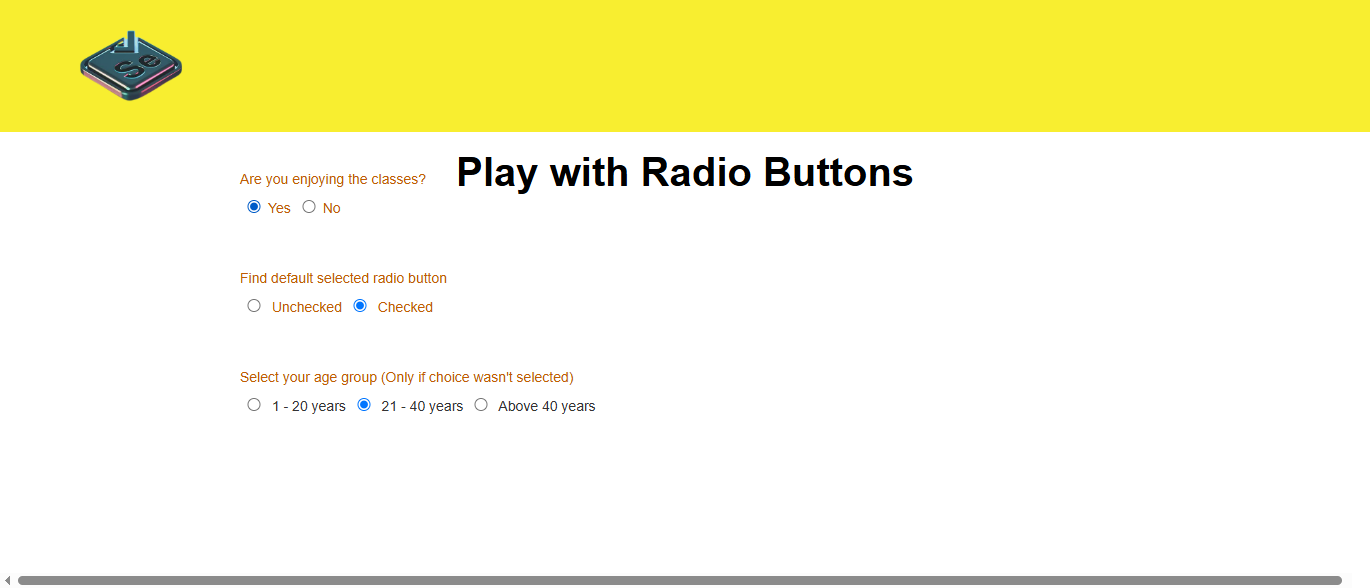 Se
Play with Radio Buttons
Are you enjoying the classes?
Yes No
Find default selected radio button
Unchecked Checked
Select your age group (Only if choice wasn't selected)
1 - 20 years 21 - 40 years Above 40 years